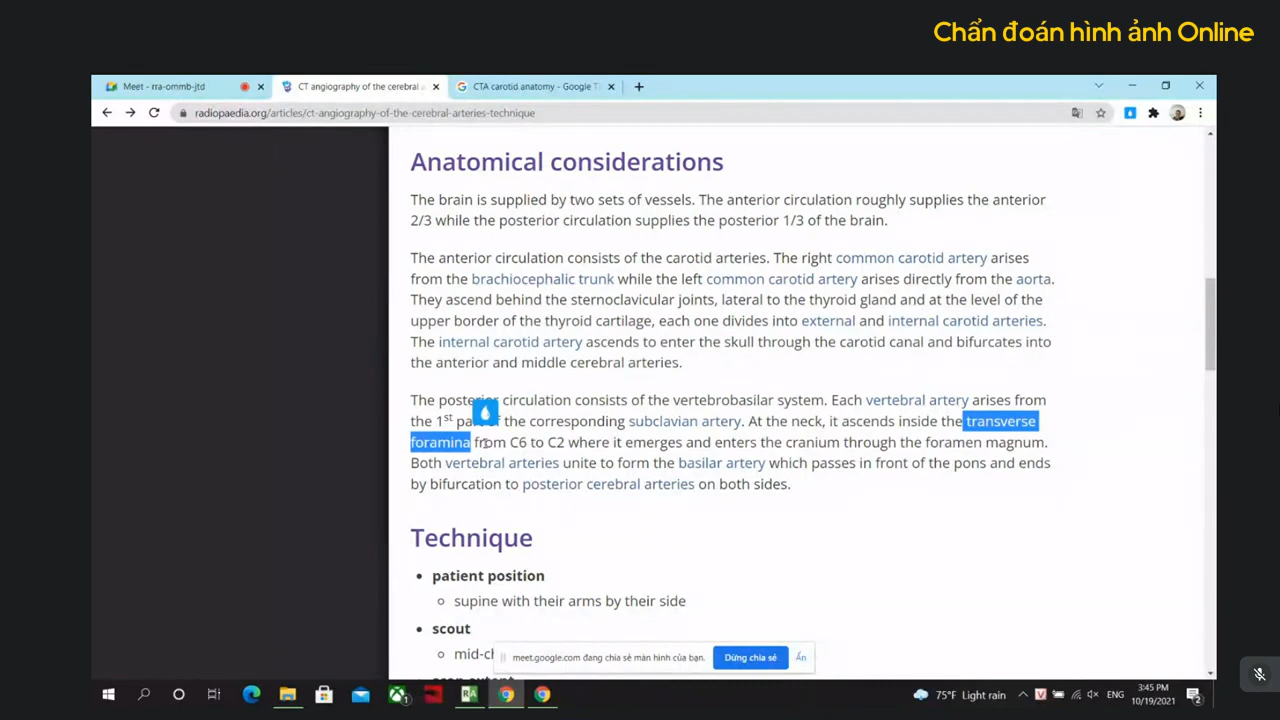 Chẩn đoán hình ảnh Online
Meet - rra-ommb-jtd
CT angiography of the cerebral a
CTA carotid anatomy - Google T
radiopaedia.org/articles/ct-angiography-of-the-cerebral-arteries-technique
Anatomical considerations
The brain is supplied by two sets of vessels. The anterior circulation roughly supplies the anterior
2/3 while the posterior circulation supplies the posterior 1/3 of the brain.
The anterior circulation consists of the carotid arteries. The right common carotid artery arises
from the brachiocephalic trunk while the left common carotid artery arises directly from the aorta.
They ascend behind the sternoclavicular joints, lateral to the thyroid gland and at the level of the
upper border of the thyroid cartilage, each one divides into external and internal carotid arteries.
The internal carotid artery ascends to enter the skull through the carotid canal and bifurcates into
the anterior and middle cerebral arteries.
The posterior circulation consists of the vertebrobasilar system. Each vertebral artery arises from
the 1st part of the corresponding subclavian artery. At the neck, it ascends inside the transverse
foramina from C6 to C2 where it emerges and enters the cranium through the foramen magnum.
Both vertebral arteries unite to form the basilar artery which passes in front of the pons and ends
by bifurcation to posterior cerebral arteries on both sides.
Technique
patient position
supine with their arms by their side
scout
mid-ch
meet.google.com đang chia sẻ màn hình của bạn.
Dừng chia sẻ
Ẩn
75°F Light rain
ENG
3:45 PM
10/19/2021